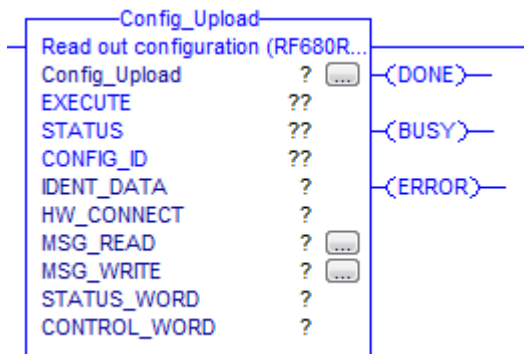 Config_Upload
Read out configuration (RF680R...
Config_Upload ? ... (DONE)
EXECUTE ??
STATUS ?? (BUSY)
CONFIG_ID ??
IDENT_DATA ? (ERROR)
HW_CONNECT ?
MSG_READ ? ...
MSG_WRITE ? ...
STATUS_WORD ?
CONTROL_WORD ?